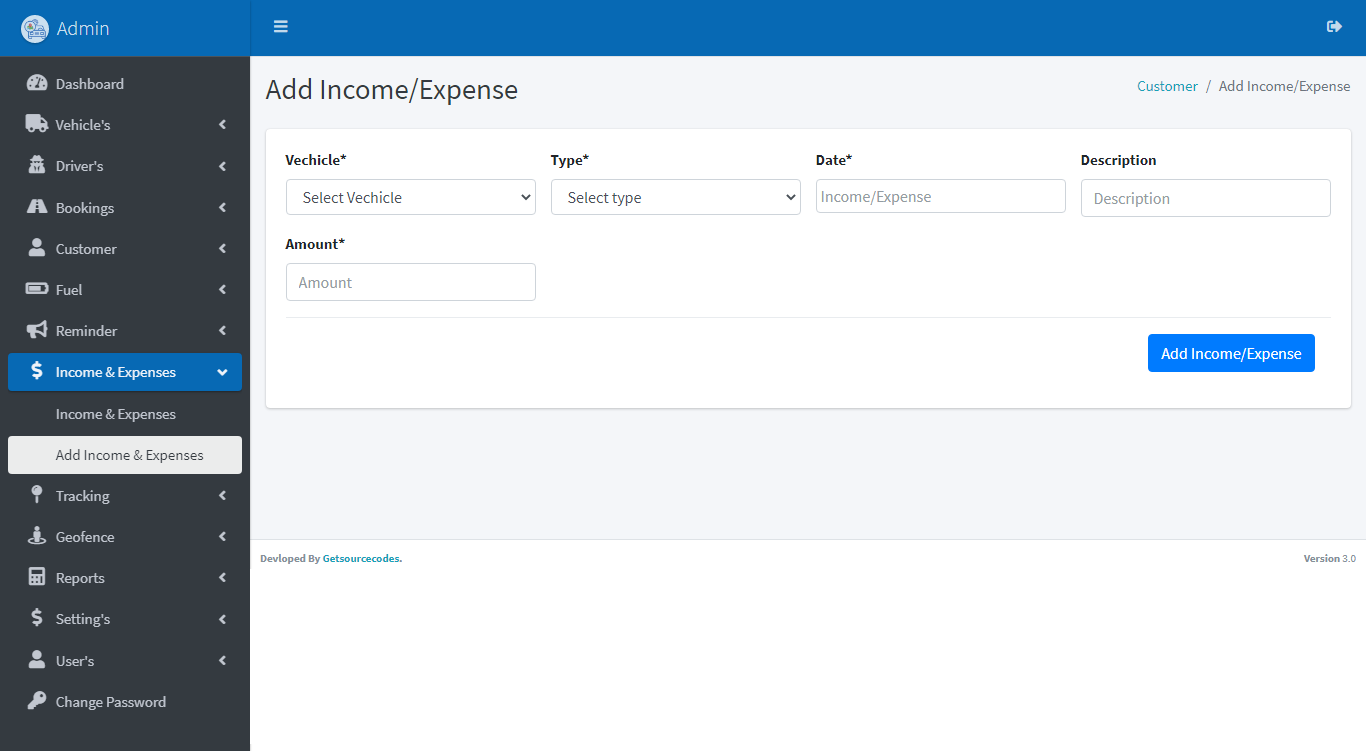 Admin
Dashboard
Vehicle's
Driver's
Bookings
Customer
Fuel
Reminder
Income & Expenses
Income & Expenses
Add Income & Expenses
Tracking
Geofence
Reports
Setting's
User's
Change Password
Add Income/Expense
Customer / Add Income/Expense
Vechicle* Type* Date* Description
Select Vechicle Select type Income/Expense Description
Amount*
Amount
Add Income/Expense
Devloped By Getsourcecodes. Version 3.0